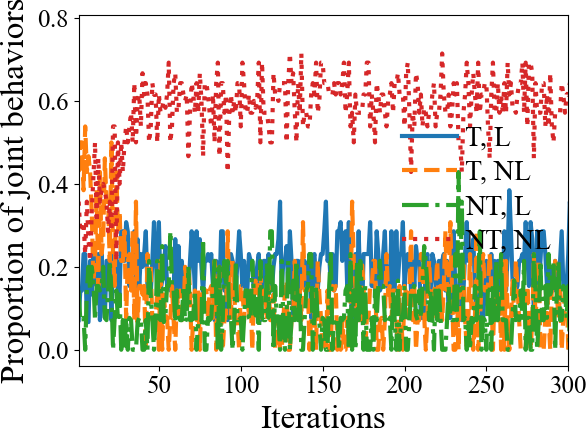 Proportion of joint behaviors
0.8
0.6
0.4
0.2
0.0
T, L
T, NL
NT, L
NT, NL
50
100
150
200
250
300
Iterations